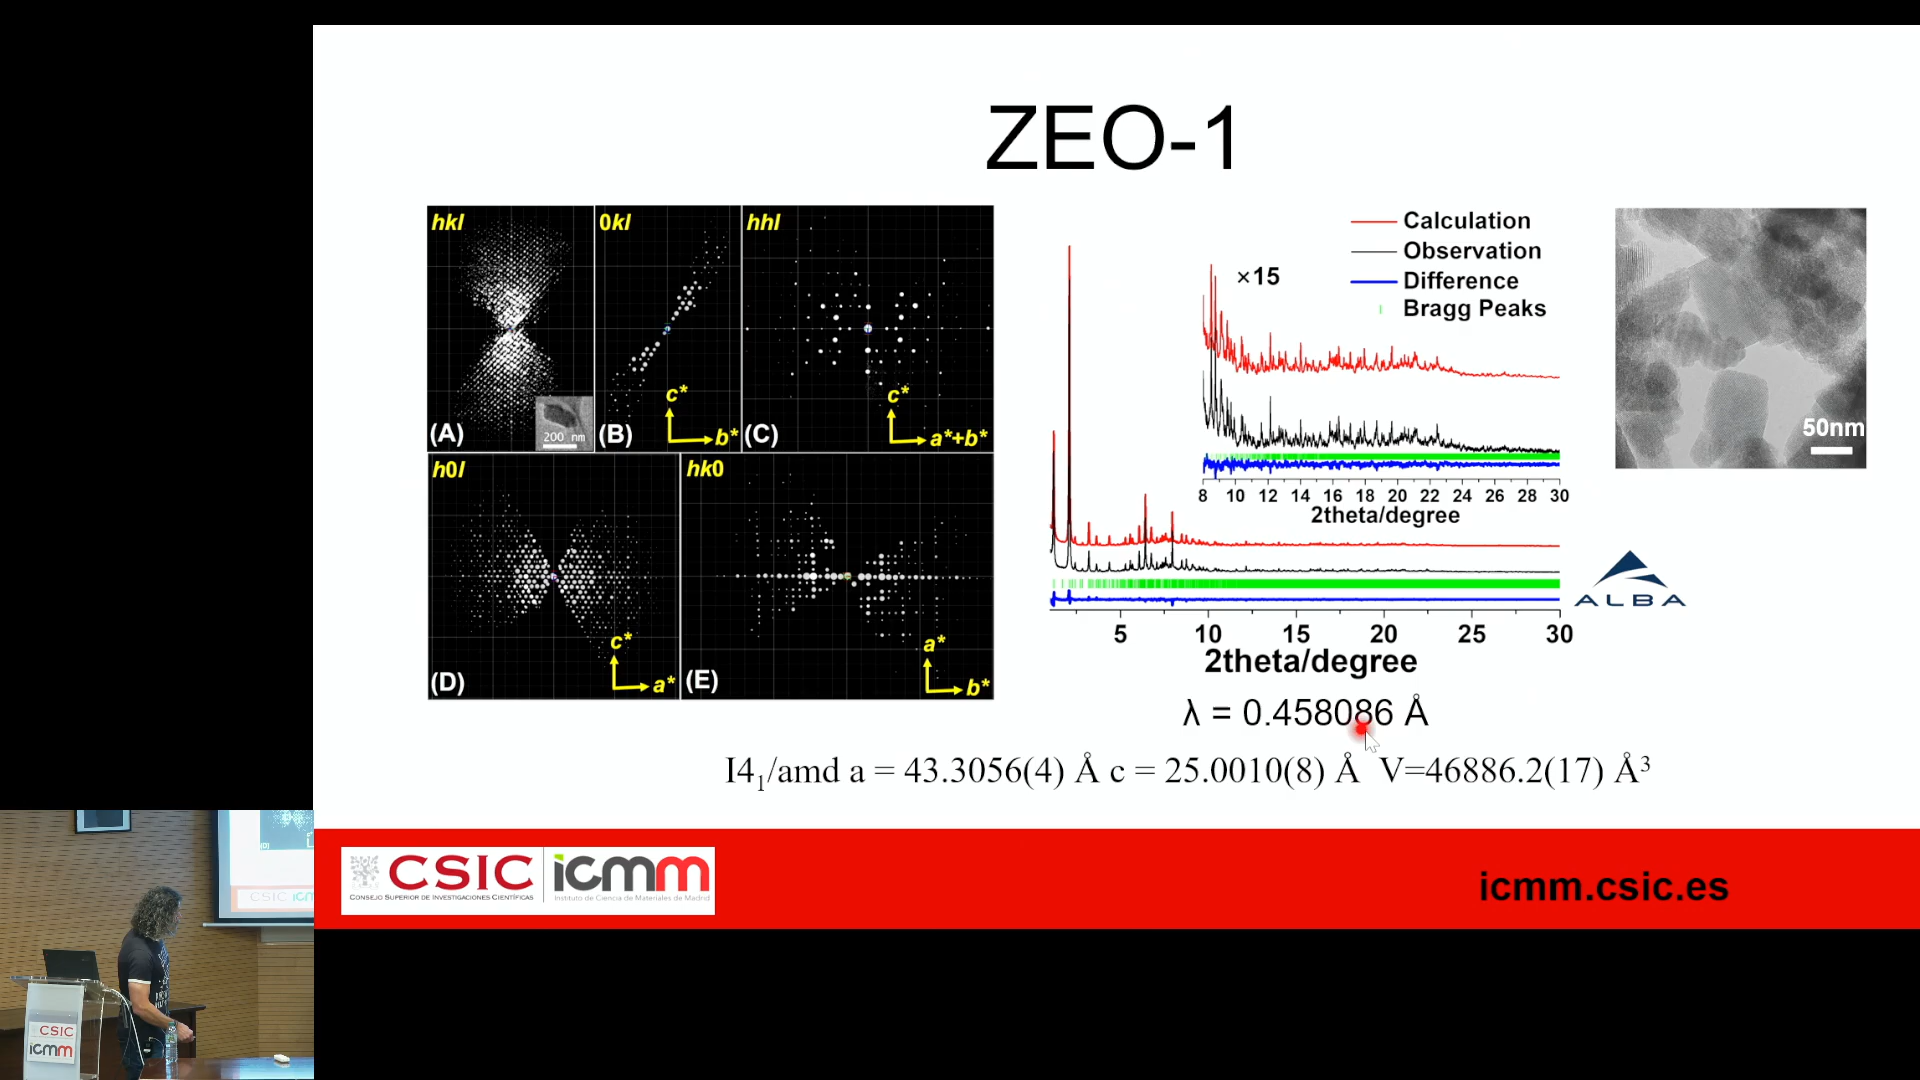 ZEO-1
hkl
0kl
hhl
200 nm
(A)
(B)
c*
b*
(C)
c*
a*+b*
h0l
hk0
(D)
c*
a*
(E)
a*
b*
Calculation
Observation
Difference
Bragg Peaks
×15
8 10 12 14 16 18 20 22 24 26 28 30
2theta/degree
5 10 15 20 25 30
2theta/degree
50nm
ALBA
λ = 0.458086 Å
I4₁/amd a = 43.3056(4) Å c = 25.0010(8) Å V=46886.2(17) Å³
CSIC
CONSEJO SUPERIOR DE INVESTIGACIONES CIENTÍFICAS
icmm
Instituto de Ciencia de Materiales de Madrid
icmm.csic.es
CSIC
icmm
CSIC